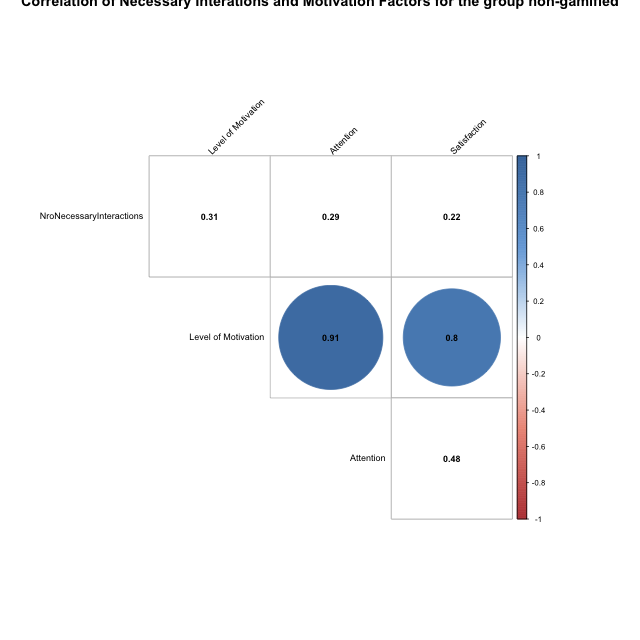 Correlation of Necessary Interations and Motivation Factors for the group non-gamified
Level of Motivation
Attention
Satisfaction
NroNecessaryInteractions
0.31
0.29
0.22
Level of Motivation
0.91
0.8
Attention
0.48
1
0.8
0.6
0.4
0.2
0
-0.2
-0.4
-0.6
-0.8
-1